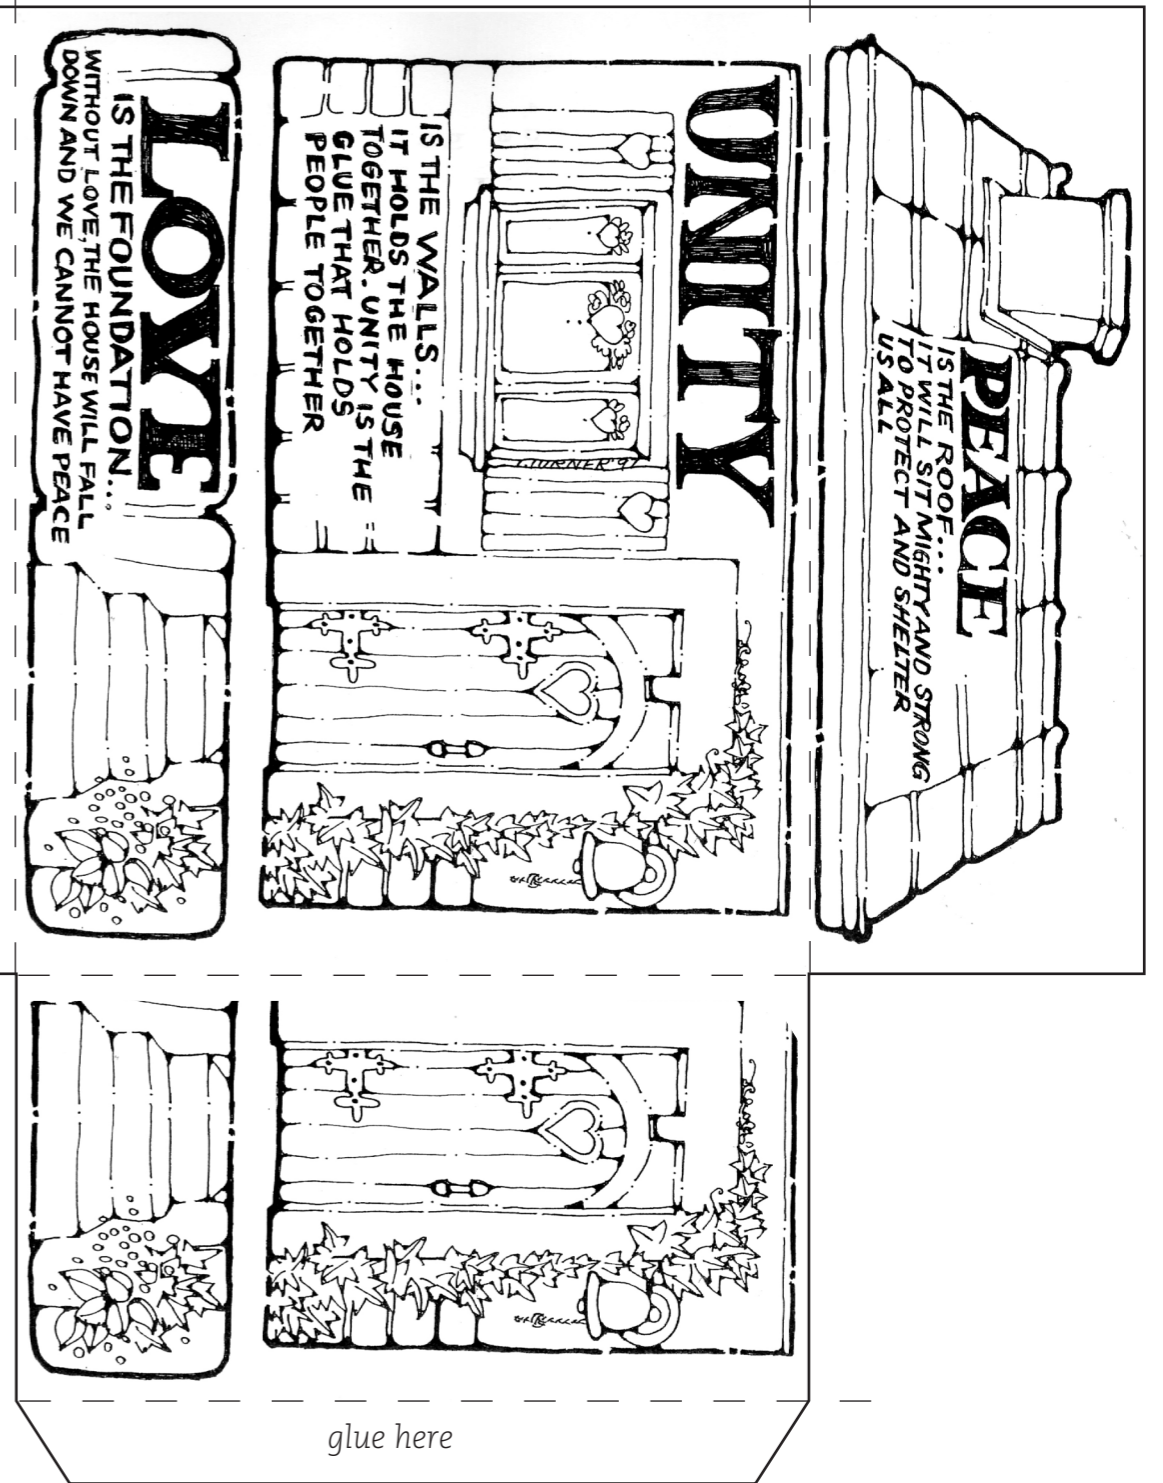 PEACE
IS THE ROOF...
IT WILL SIT MIGHTY AND STRONG
TO PROTECT AND SHELTER
US ALL
UNITY
T.TURNER'97
IS THE WALLS...
IT HOLDS THE HOUSE
TOGETHER. UNITY IS THE
GLUE THAT HOLDS
PEOPLE TOGETHER
LOVE
IS THE FOUNDATION...
WITHOUT LOVE, THE HOUSE WILL FALL
DOWN AND WE CANNOT HAVE PEACE
glue here